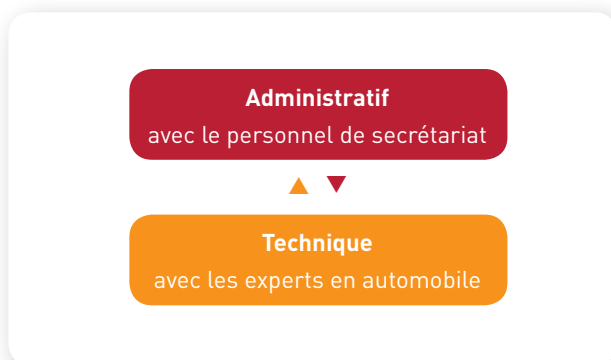 Administratif
avec le personnel de secrétariat
Technique
avec les experts en automobile